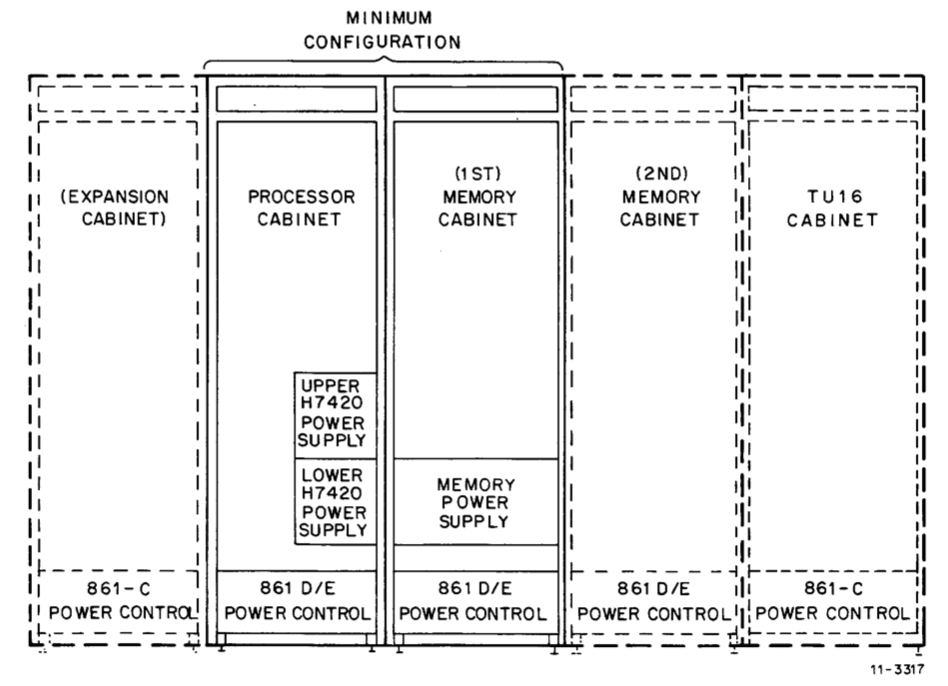 MINIMUM
CONFIGURATION
(EXPANSION
CABINET)
PROCESSOR
CABINET
(1ST)
MEMORY
CABINET
(2ND)
MEMORY
CABINET
TU16
CABINET
UPPER
H7420
POWER
SUPPLY
LOWER
H7420
POWER
SUPPLY
MEMORY
POWER
SUPPLY
861-C
POWER CONTROL
861 D/E
POWER CONTROL
861 D/E
POWER CONTROL
861 D/E
POWER CONTROL
861-C
POWER CONTROL
11-3317